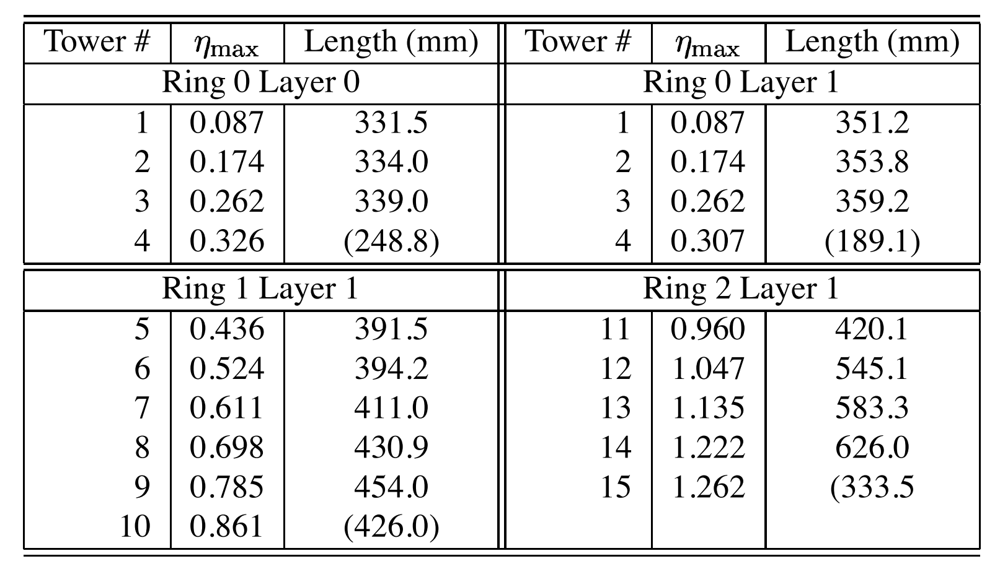 Tower # η_max Length (mm) Tower # η_max Length (mm)
Ring 0 Layer 0 Ring 0 Layer 1
1 0.087 331.5 1 0.087 351.2
2 0.174 334.0 2 0.174 353.8
3 0.262 339.0 3 0.262 359.2
4 0.326 (248.8) 4 0.307 (189.1)
Ring 1 Layer 1 Ring 2 Layer 1
5 0.436 391.5 11 0.960 420.1
6 0.524 394.2 12 1.047 545.1
7 0.611 411.0 13 1.135 583.3
8 0.698 430.9 14 1.222 626.0
9 0.785 454.0 15 1.262 (333.5
10 0.861 (426.0)